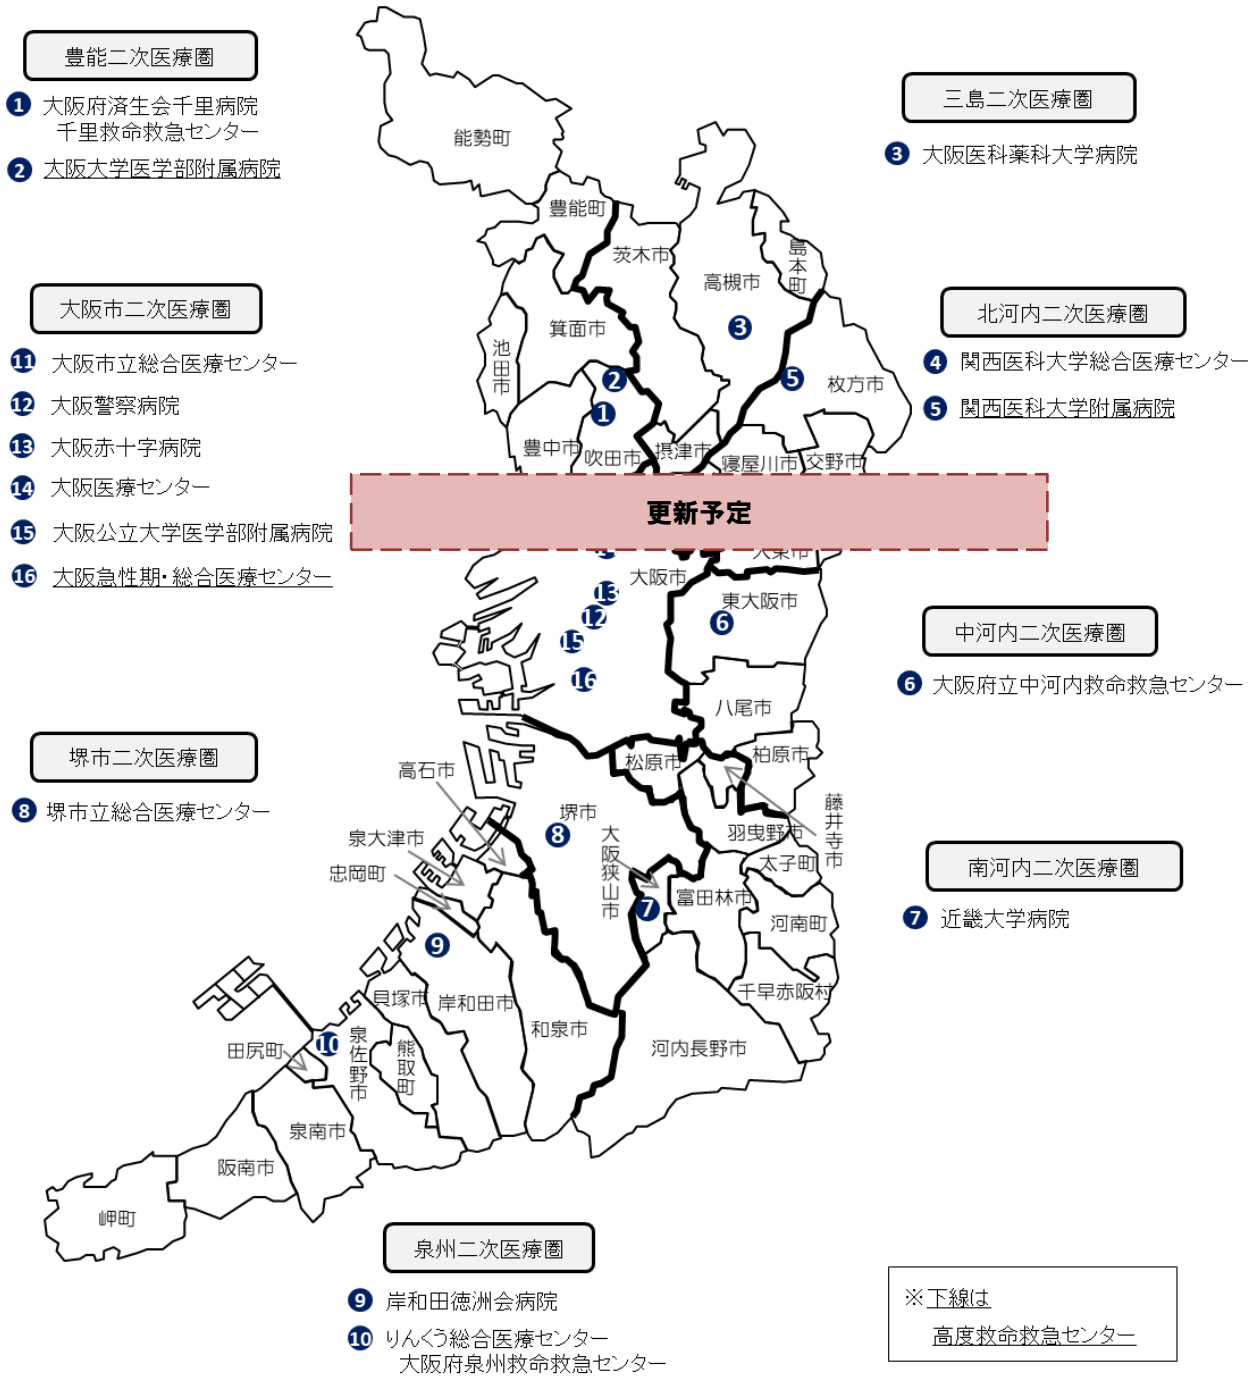 豊能二次医療圏
1 大阪府済生会千里病院
千里救命救急センター
2 大阪大学医学部附属病院
三島二次医療圏
3 大阪医科薬科大学病院
大阪市二次医療圏
11 大阪市立総合医療センター
12 大阪警察病院
13 大阪赤十字病院
14 大阪医療センター
15 大阪公立大学医学部附属病院
16 大阪急性期・総合医療センター
北河内二次医療圏
4 関西医科大学総合医療センター
5 関西医科大学附属病院
中河内二次医療圏
6 大阪府立中河内救命救急センター
堺市二次医療圏
8 堺市立総合医療センター
南河内二次医療圏
7 近畿大学病院
泉州二次医療圏
9 岸和田徳洲会病院
10 りんくう総合医療センター
大阪府泉州救命救急センター
※下線は
高度救命救急センター
能勢町
豊能町
茨木市
島本町
高槻市
3
箕面市
池田市
2
5
枚方市
1
豊中市
吹田市
摂津市
寝屋川市
交野市
更新予定
大東市
大阪市
13
12
15
16
東大阪市
6
八尾市
柏原市
松原市
高石市
藤井寺市
堺市
8
羽曳野市
泉大津市
大阪狭山市
太子町
忠岡町
富田林市
7
河南町
9
千早赤阪村
貝塚市
岸和田市
和泉市
河内長野市
10
泉佐野市
熊取町
田尻町
泉南市
阪南市
岬町